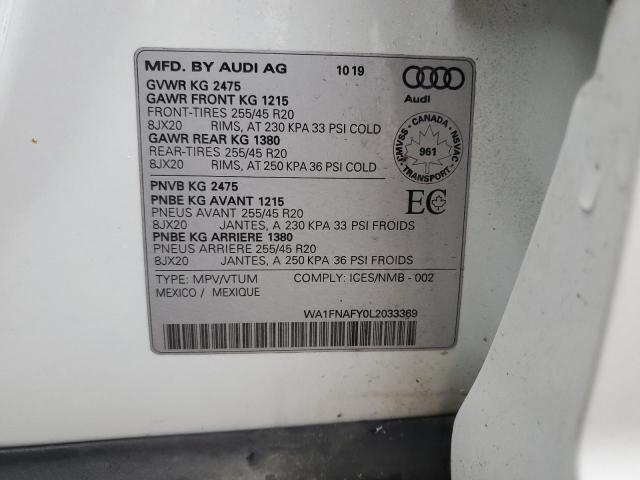 MFD. BY AUDI AG 10 19
Audi
GVWR KG 2475
GAWR FRONT KG 1215
FRONT-TIRES 255/45 R20
8JX20 RIMS, AT 230 KPA 33 PSI COLD
GAWR REAR KG 1380
REAR-TIRES 255/45 R20
8JX20 RIMS, AT 250 KPA 36 PSI COLD
CMVSS - CANADA - NSVAC
961
TRANSPORT
PNVB KG 2475
PNBE KG AVANT 1215
PNEUS AVANT 255/45 R20
8JX20 JANTES, A 230 KPA 33 PSI FROIDS
PNBE KG ARRIERE 1380
PNEUS ARRIERE 255/45 R20
8JX20 JANTES, A 250 KPA 36 PSI FROIDS
EC
TYPE: MPV/VTUM COMPLY: ICES/NMB - 002
MEXICO / MEXIQUE
WA1FNAFY0L2033369